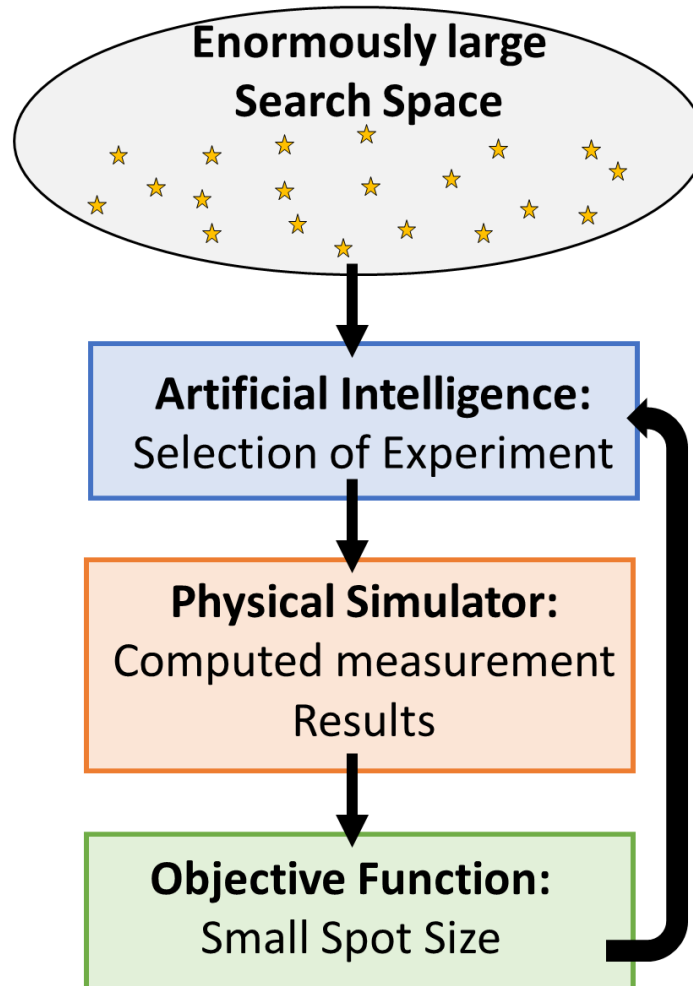 Enormously large
Search Space
Artificial Intelligence:
Selection of Experiment
Physical Simulator:
Computed measurement
Results
Objective Function:
Small Spot Size